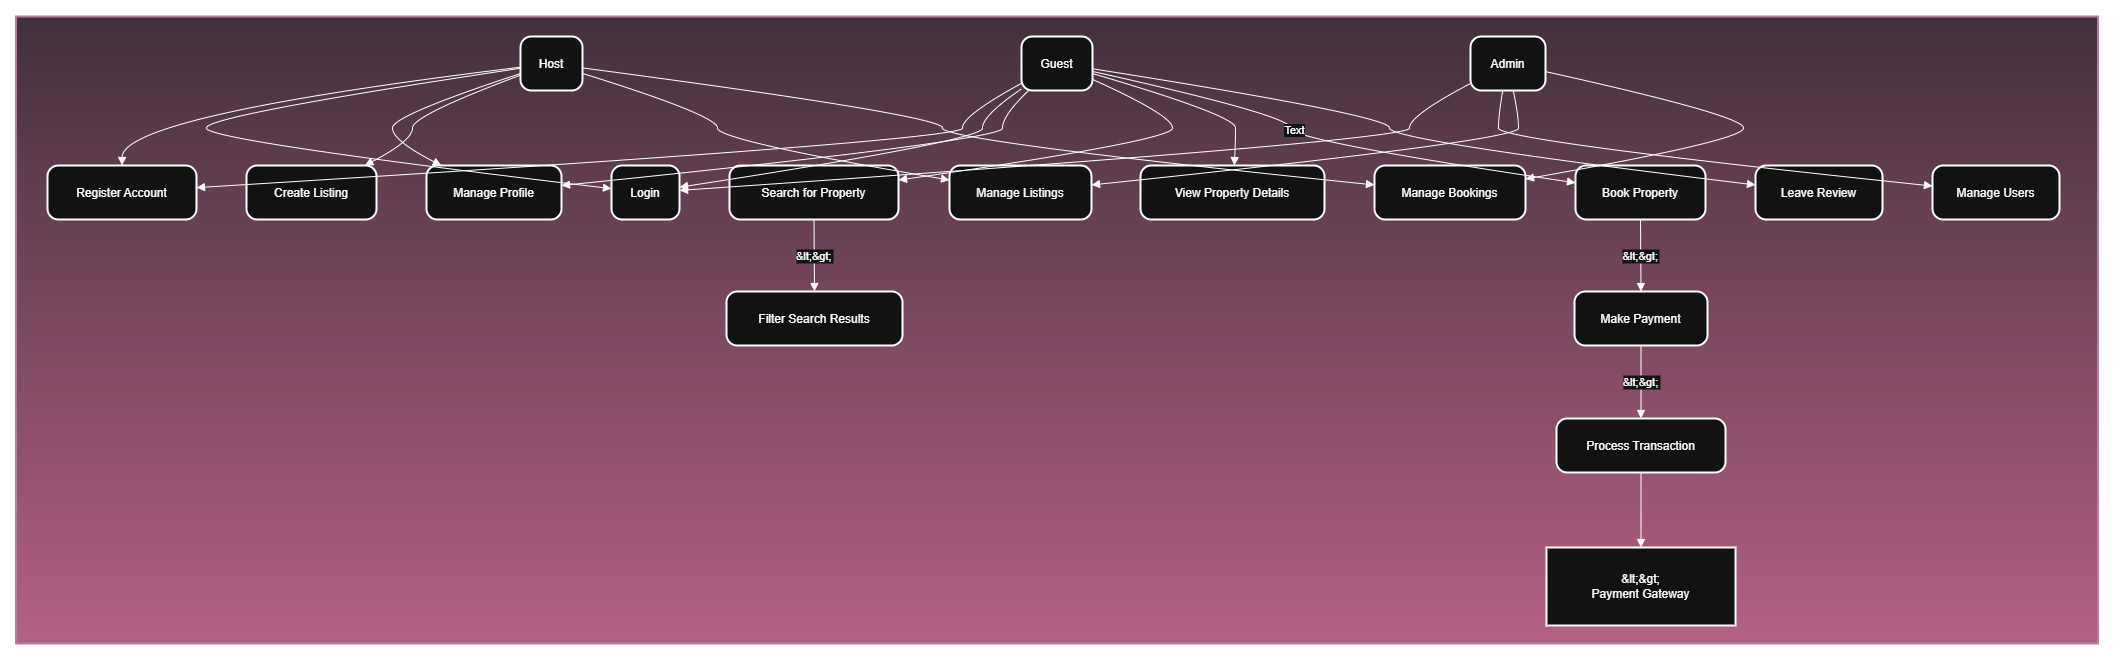 Host
Guest
Admin
Text
Register Account
Create Listing
Manage Profile
Login
Search for Property
Manage Listings
View Property Details
Manage Bookings
Book Property
Leave Review
Manage Users
&lt;&gt;
&lt;&gt;
Filter Search Results
Make Payment
&lt;&gt;
Process Transaction
&lt;&gt;
Payment Gateway